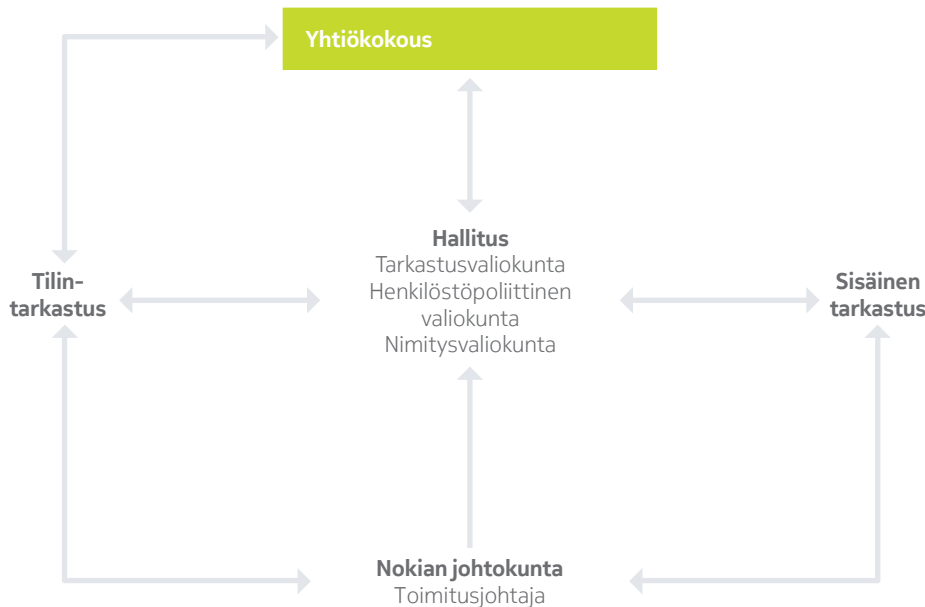 Yhtiökokous
Hallitus
Tarkastusvaliokunta
Henkilöstöpoliittinen
valiokunta
Nimitysvaliokunta
Tilin-
tarkastus
Sisäinen
tarkastus
Nokian johtokunta
Toimitusjohtaja